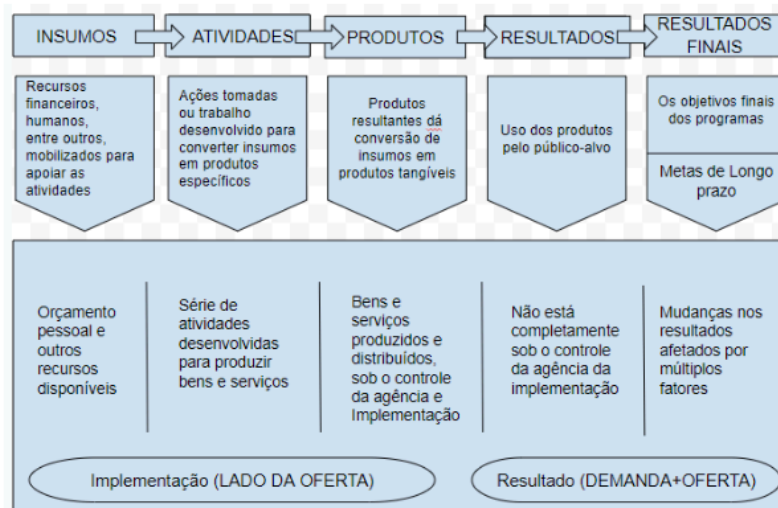 INSUMOS
ATIVIDADES
PRODUTOS
RESULTADOS
RESULTADOS
FINAIS
Recursos
financeiros,
humanos,
entre outros,
mobilizados para
apoiar as
atividades
Ações tomadas
ou trabalho
desenvolvido para
converter insumos
em produtos
específicos
Produtos
resultantes dá
conversão de
insumos em
produtos tangíveis
Uso dos produtos
pelo público-alvo
Os objetivos finais
dos programas
Metas de Longo
prazo
Orçamento
pessoal e
outros
recursos
disponíveis
Série de
atividades
desenvolvidas
para produzir
bens e serviços
Bens e
serviços
produzidos e
distribuídos,
sob o controle
da agência e
Implementação
Não está
completamente
sob o controle
da agência da
implementação
Mudanças nos
resultados
afetados por
múltiplos
fatores
Implementação (LADO DA OFERTA)
Resultado (DEMANDA+OFERTA)